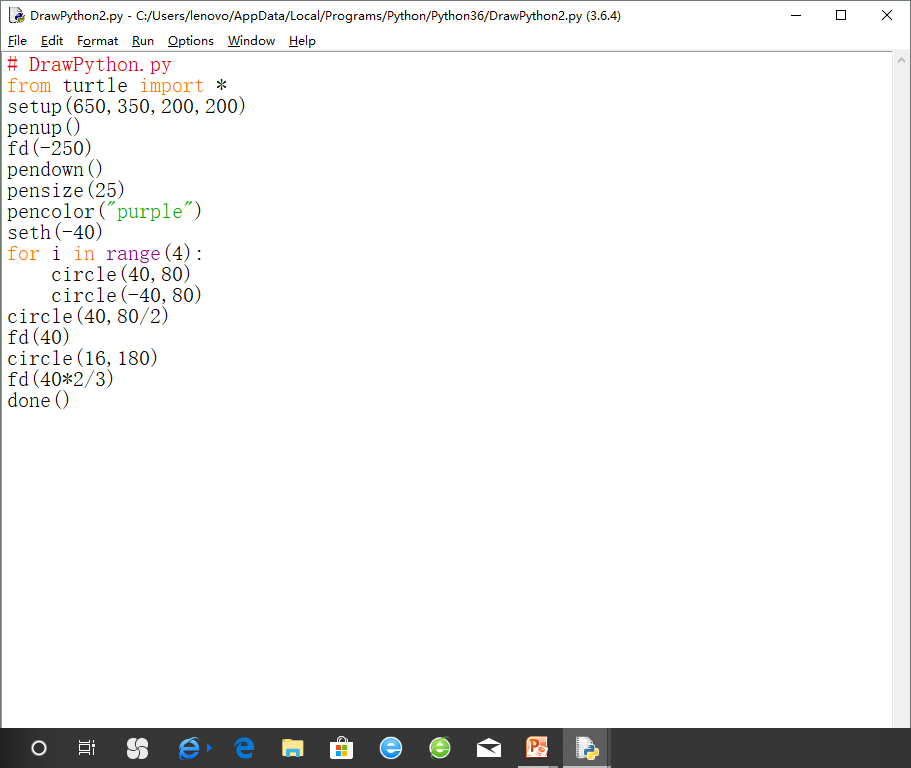 DrawPython2.py - C:/Users/lenovo/AppData/Local/Programs/Python/Python36/DrawPython2.py (3.6.4)
File Edit Format Run Options Window Help
# DrawPython.py
from turtle import *
setup(650,350,200,200)
penup()
fd(-250)
pendown()
pensize(25)
pencolor("purple")
seth(-40)
for i in range(4):
    circle(40,80)
    circle(-40,80)
circle(40,80/2)
fd(40)
circle(16,180)
fd(40*2/3)
done()